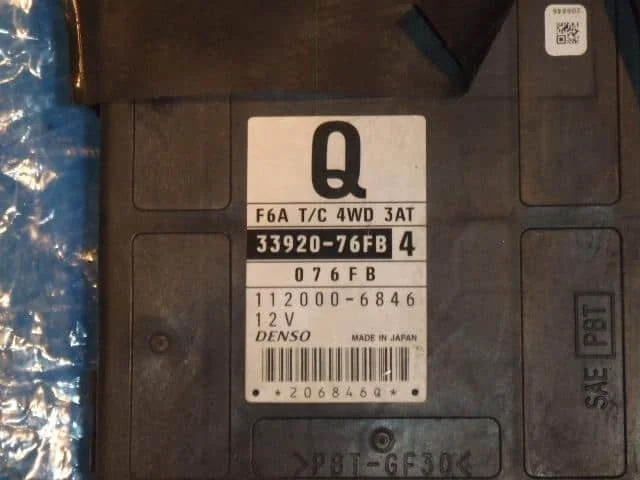 206846
Q
F6A T/C 4WD 3AT
33920-76FB 4
076FB
112000-6846
12V
DENSO MADE IN JAPAN
*206846Q*
SAE PBT
>PBT-GF30<